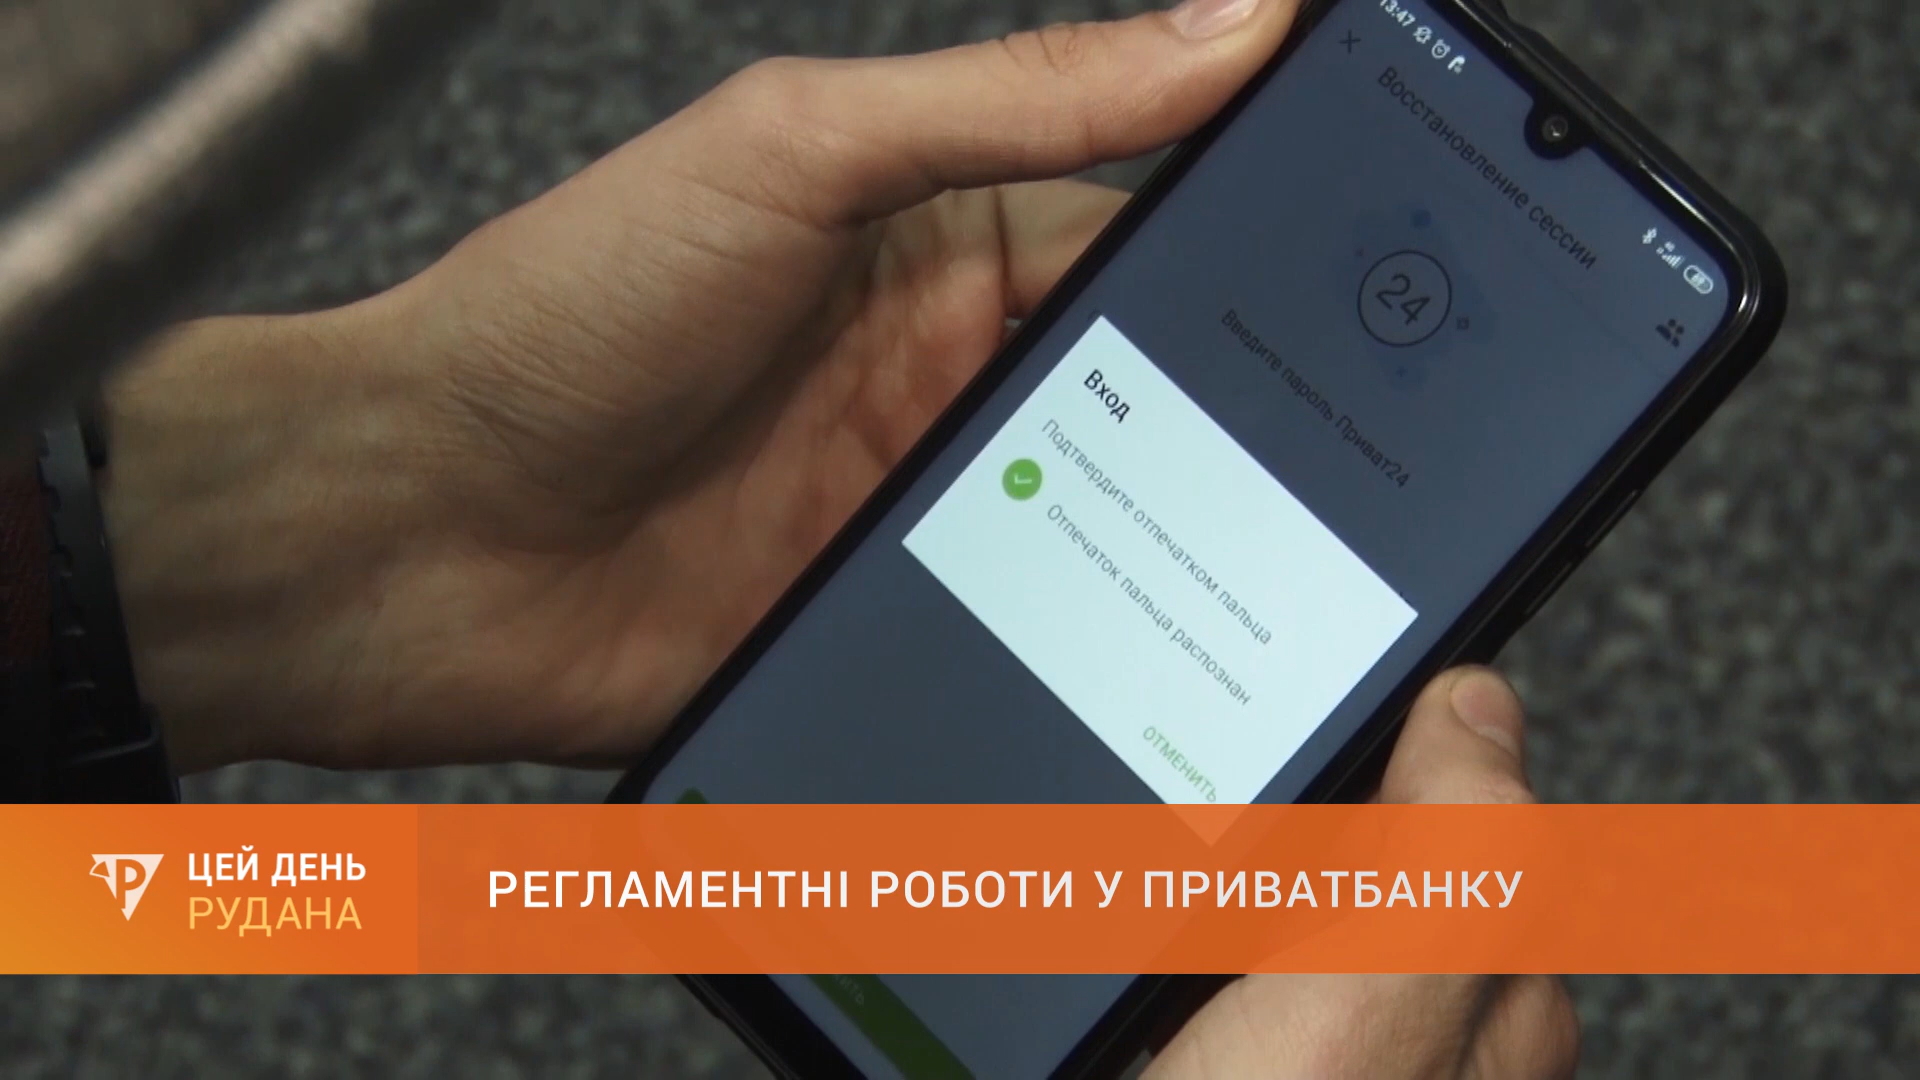 13:47
Восстановление сессии
24
Введите пароль Приват24
Вход
Подтвердите отпечатком пальца
Отпечаток пальца распознан
ОТМЕНИТЬ
ЦЕЙ ДЕНЬ
РУДАНА
РЕГЛАМЕНТНІ РОБОТИ У ПРИВАТБАНКУ